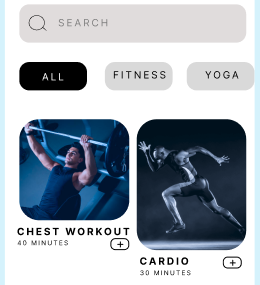 SEARCH
ALL FITNESS YOGA
CHEST WORKOUT
40 MINUTES
CARDIO
30 MINUTES